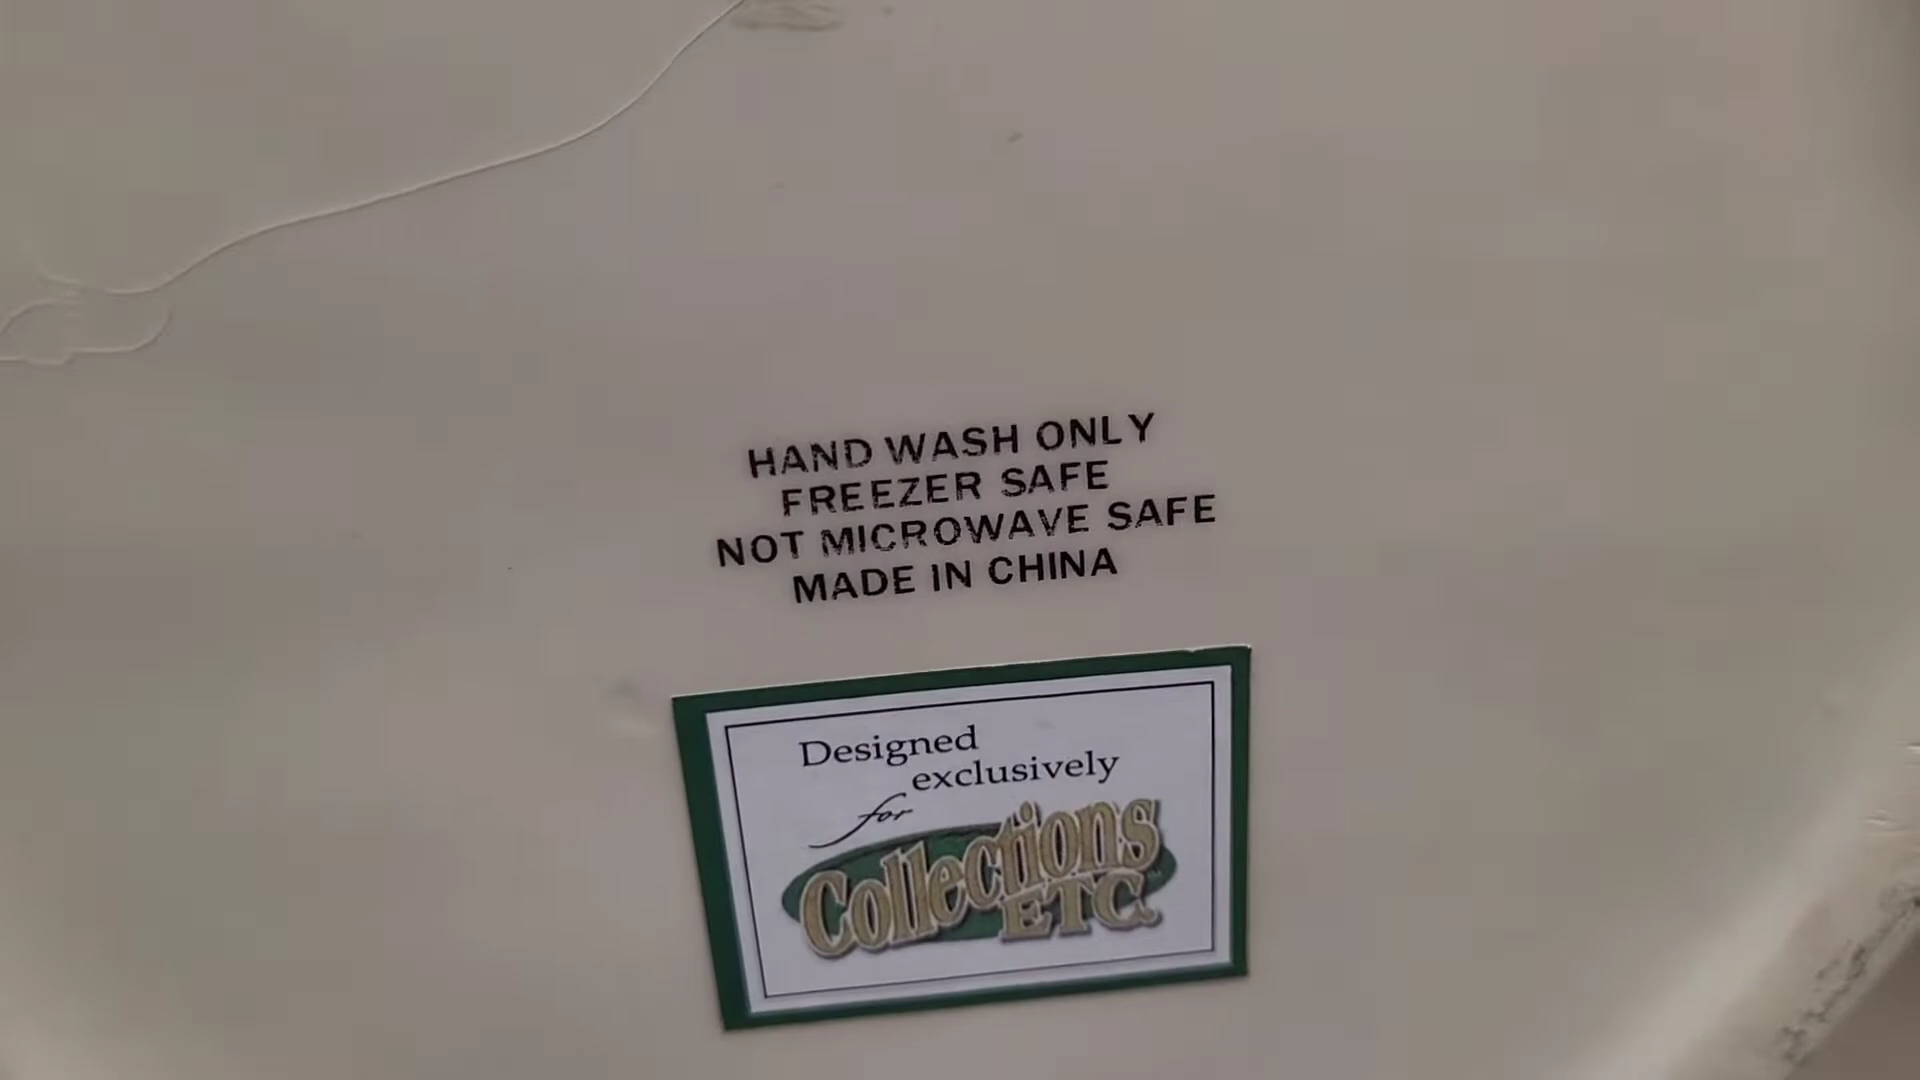 HAND WASH ONLY
FREEZER SAFE
NOT MICROWAVE SAFE
MADE IN CHINA
Designed
exclusively
for
Collections
ETC.